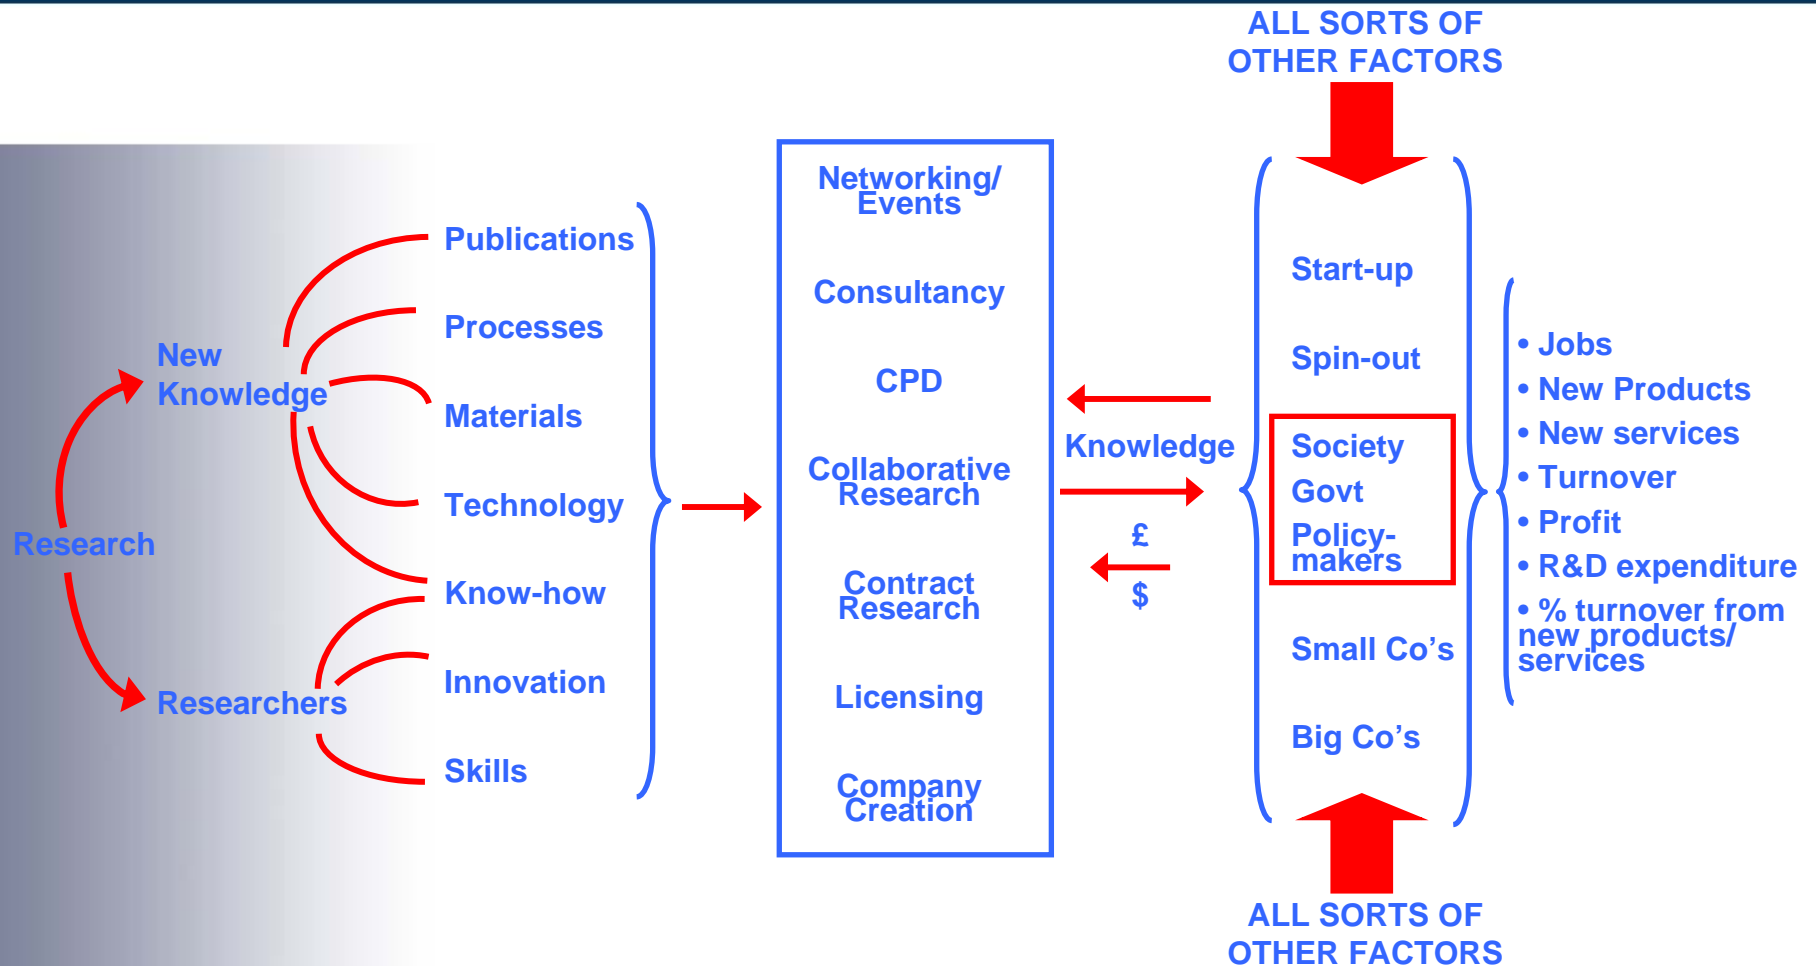 ALL SORTS OF
OTHER FACTORS
Research
New
Knowledge
Researchers
Publications
Processes
Materials
Technology
Know-how
Innovation
Skills
Networking/
Events
Consultancy
CPD
Collaborative
Research
Contract
Research
Licensing
Company
Creation
Knowledge
£
$
Start-up
Spin-out
Society
Govt
Policy-
makers
Small Co’s
Big Co’s
• Jobs
• New Products
• New services
• Turnover
• Profit
• R&D expenditure
• % turnover from
new products/
services
ALL SORTS OF
OTHER FACTORS